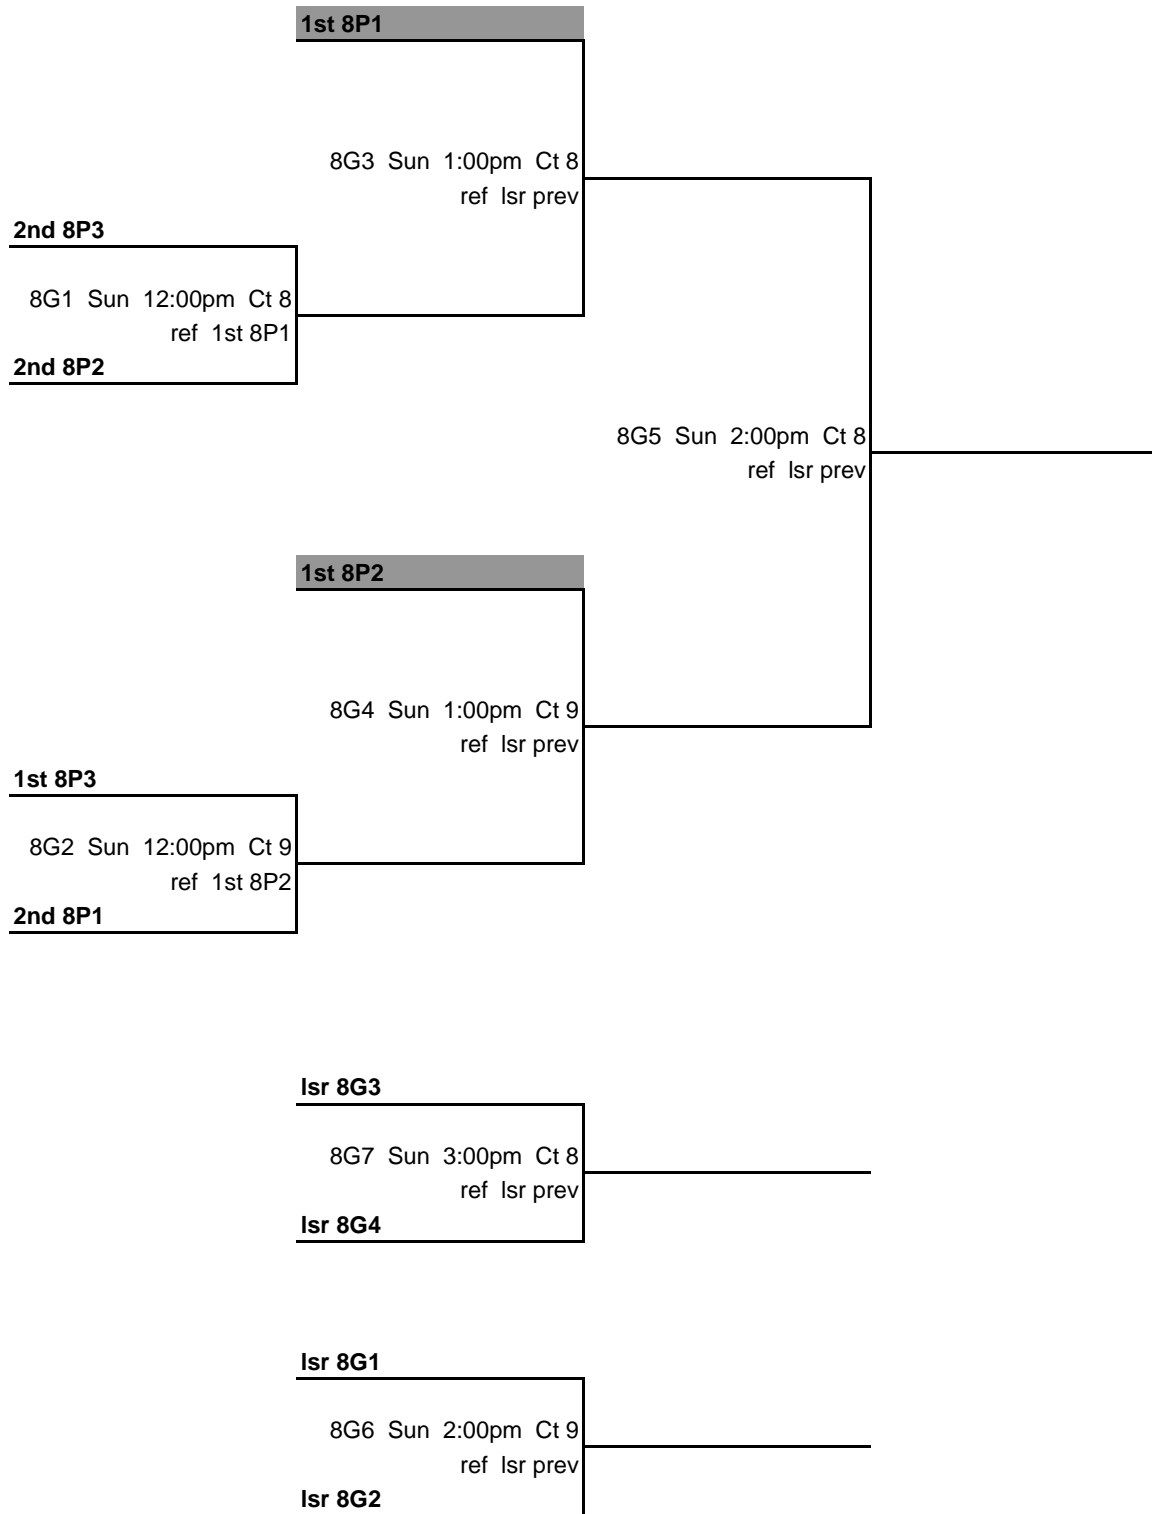 1st 8P1
8G3 Sun 1:00pm Ct 8
ref lsr prev
2nd 8P3
8G1 Sun 12:00pm Ct 8
ref 1st 8P1
2nd 8P2
8G5 Sun 2:00pm Ct 8
ref lsr prev
1st 8P2
8G4 Sun 1:00pm Ct 9
ref lsr prev
1st 8P3
8G2 Sun 12:00pm Ct 9
ref 1st 8P2
2nd 8P1
lsr 8G3
8G7 Sun 3:00pm Ct 8
ref lsr prev
lsr 8G4
lsr 8G1
8G6 Sun 2:00pm Ct 9
ref lsr prev
lsr 8G2